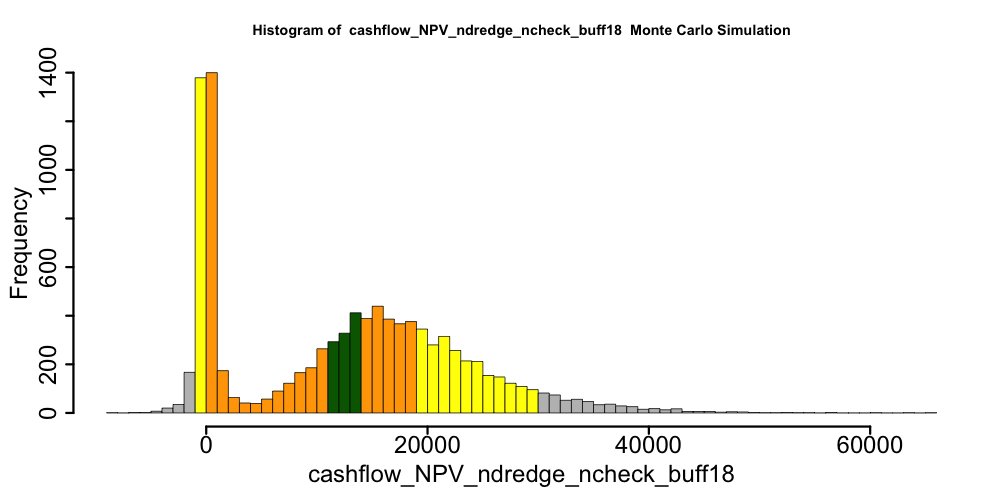 Histogram of  cashflow_NPV_ndredge_ncheck_buff18  Monte Carlo Simulation
Frequency
1400
1000
600
200
0
0 20000 40000 60000
cashflow_NPV_ndredge_ncheck_buff18